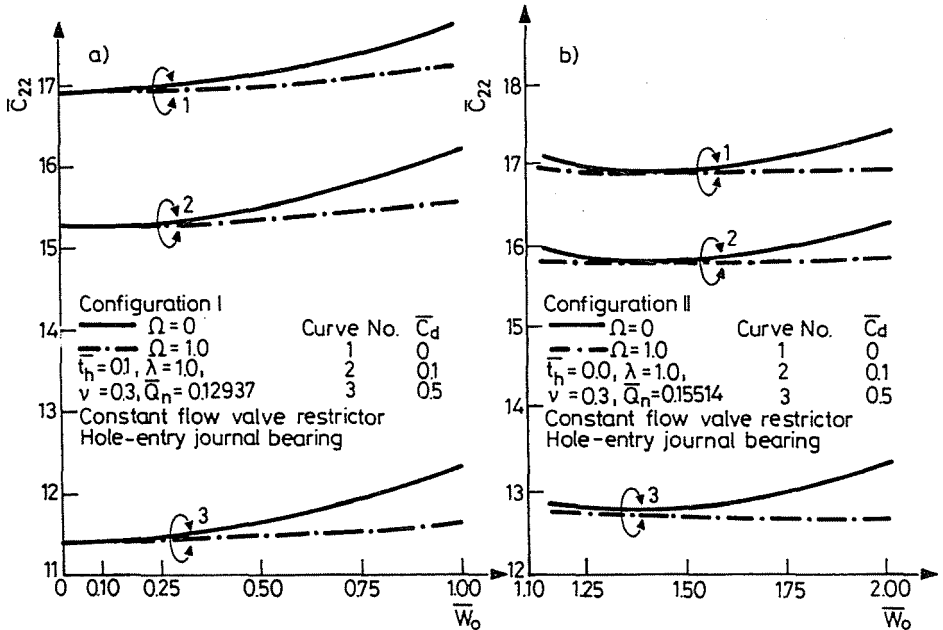 a)
C̅₂₂
17
16
15
14
13
12
11
1
2
3
Configuration I
Ω = 0
Ω = 1.0
t̅ₕ = 0.1, λ = 1.0,
ν = 0.3, Q̅ₙ = 0.12937
Constant flow valve restrictor
Hole-entry journal bearing
Curve No. C̅_d
1 0
2 0.1
3 0.5
0 0.10 0.25 0.50 0.75 1.00
W̅ₒ
b)
C̅₂₂
18
17
16
15
14
13
12
1
2
3
Configuration II
Ω = 0
Ω = 1.0
t̅ₕ = 0.0, λ = 1.0,
ν = 0.3, Q̅ₙ = 0.15514
Constant flow valve restrictor
Hole-entry journal bearing
Curve No. C̅_d
1 0
2 0.1
3 0.5
1.10 1.25 1.50 1.75 2.00
W̅ₒ